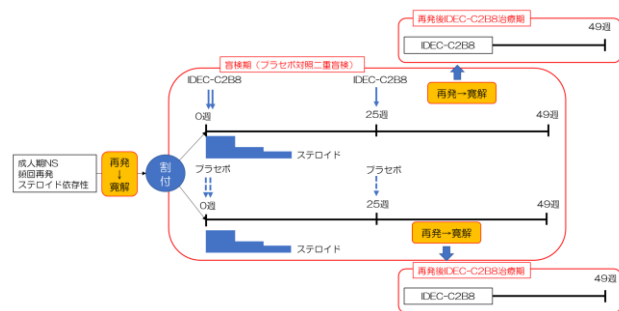 再発後IDEC-C2B8治療期
49週
IDEC-C2B8
盲検期（プラセボ対照二重盲検）
IDEC-C2B8
IDEC-C2B8
再発→寛解
0週
25週
49週
ステロイド
成人期NS
頻回再発
ステロイド依存性
再発
↓
寛解
割付
プラセボ
プラセボ
0週
25週
49週
再発→寛解
ステロイド
再発後IDEC-C2B8治療期
49週
IDEC-C2B8